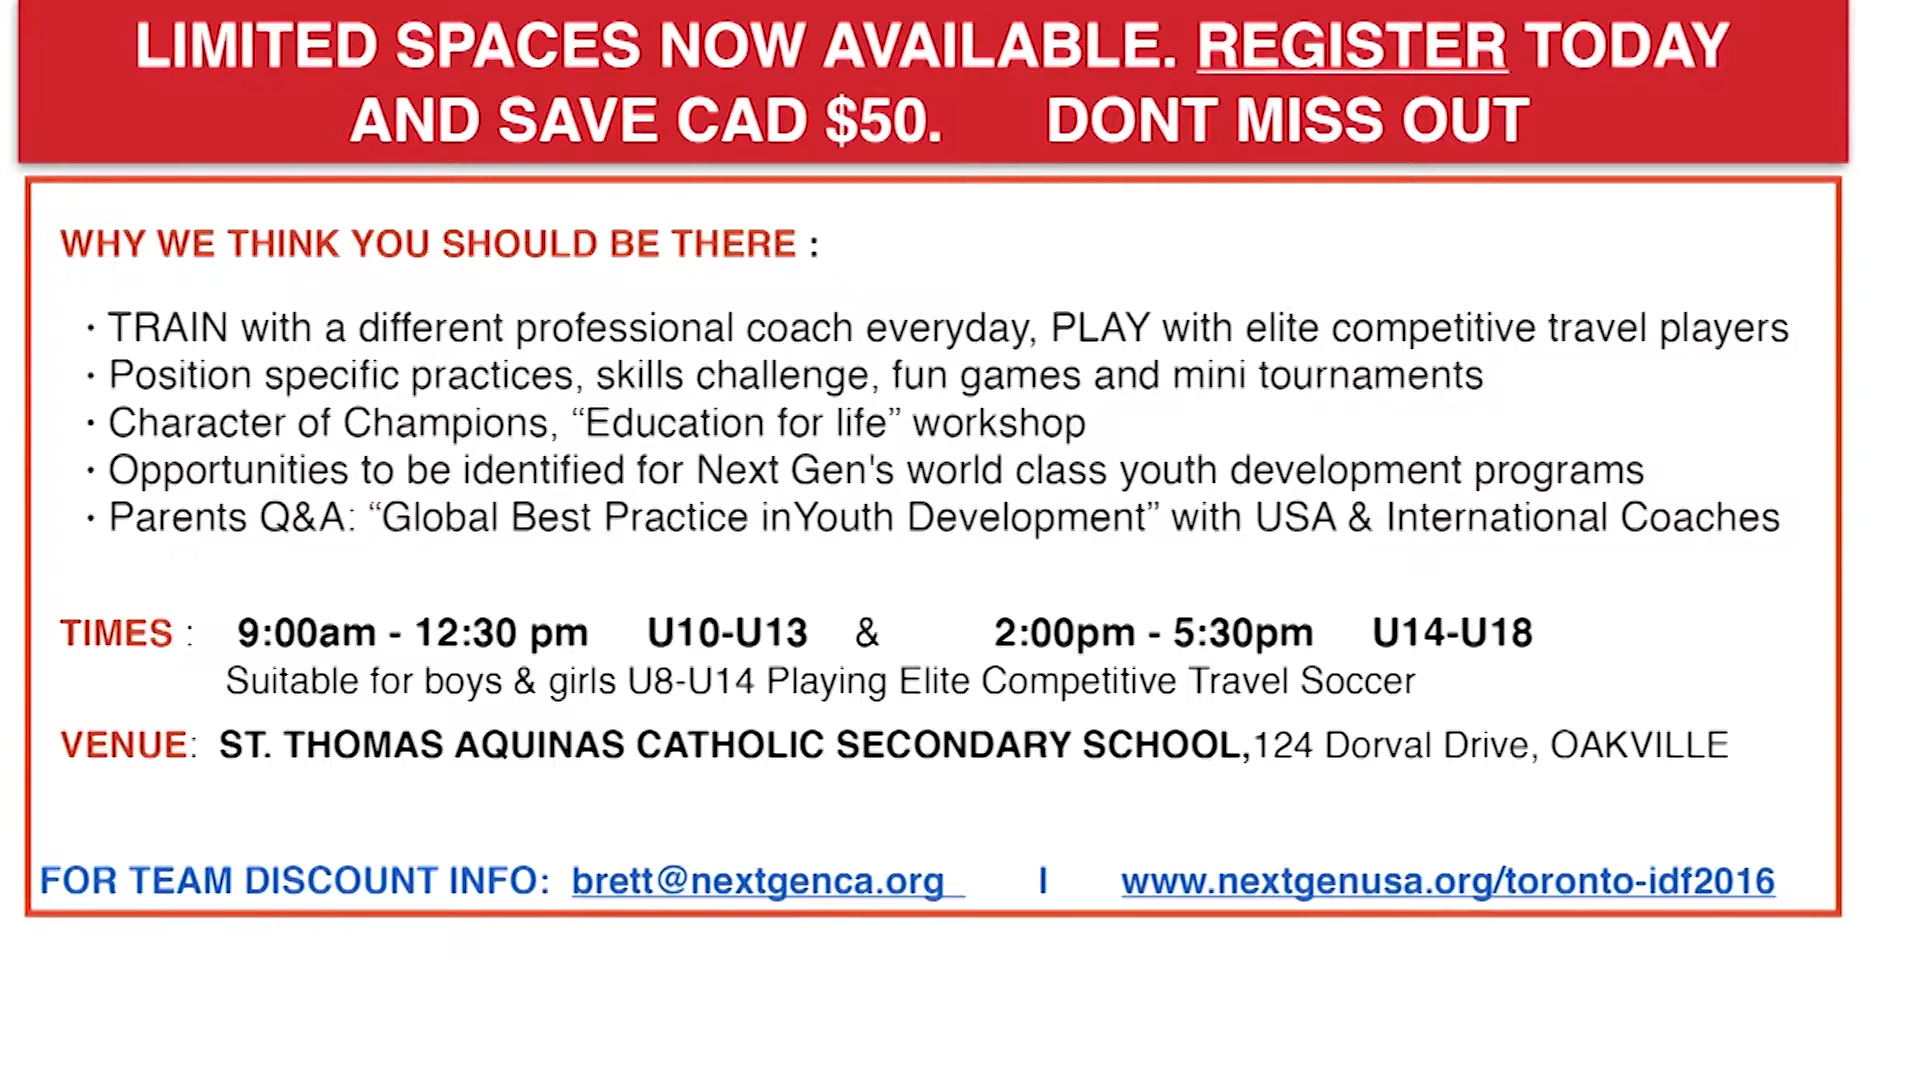 LIMITED SPACES NOW AVAILABLE. REGISTER TODAY
AND SAVE CAD $50. DONT MISS OUT
WHY WE THINK YOU SHOULD BE THERE :
· TRAIN with a different professional coach everyday, PLAY with elite competitive travel players
· Position specific practices, skills challenge, fun games and mini tournaments
· Character of Champions, “Education for life” workshop
· Opportunities to be identified for Next Gen's world class youth development programs
· Parents Q&A: “Global Best Practice inYouth Development” with USA & International Coaches
TIMES : 9:00am - 12:30 pm U10-U13 & 2:00pm - 5:30pm U14-U18
Suitable for boys & girls U8-U14 Playing Elite Competitive Travel Soccer
VENUE: ST. THOMAS AQUINAS CATHOLIC SECONDARY SCHOOL,124 Dorval Drive, OAKVILLE
FOR TEAM DISCOUNT INFO: brett@nextgenca.org I www.nextgenusa.org/toronto-idf2016